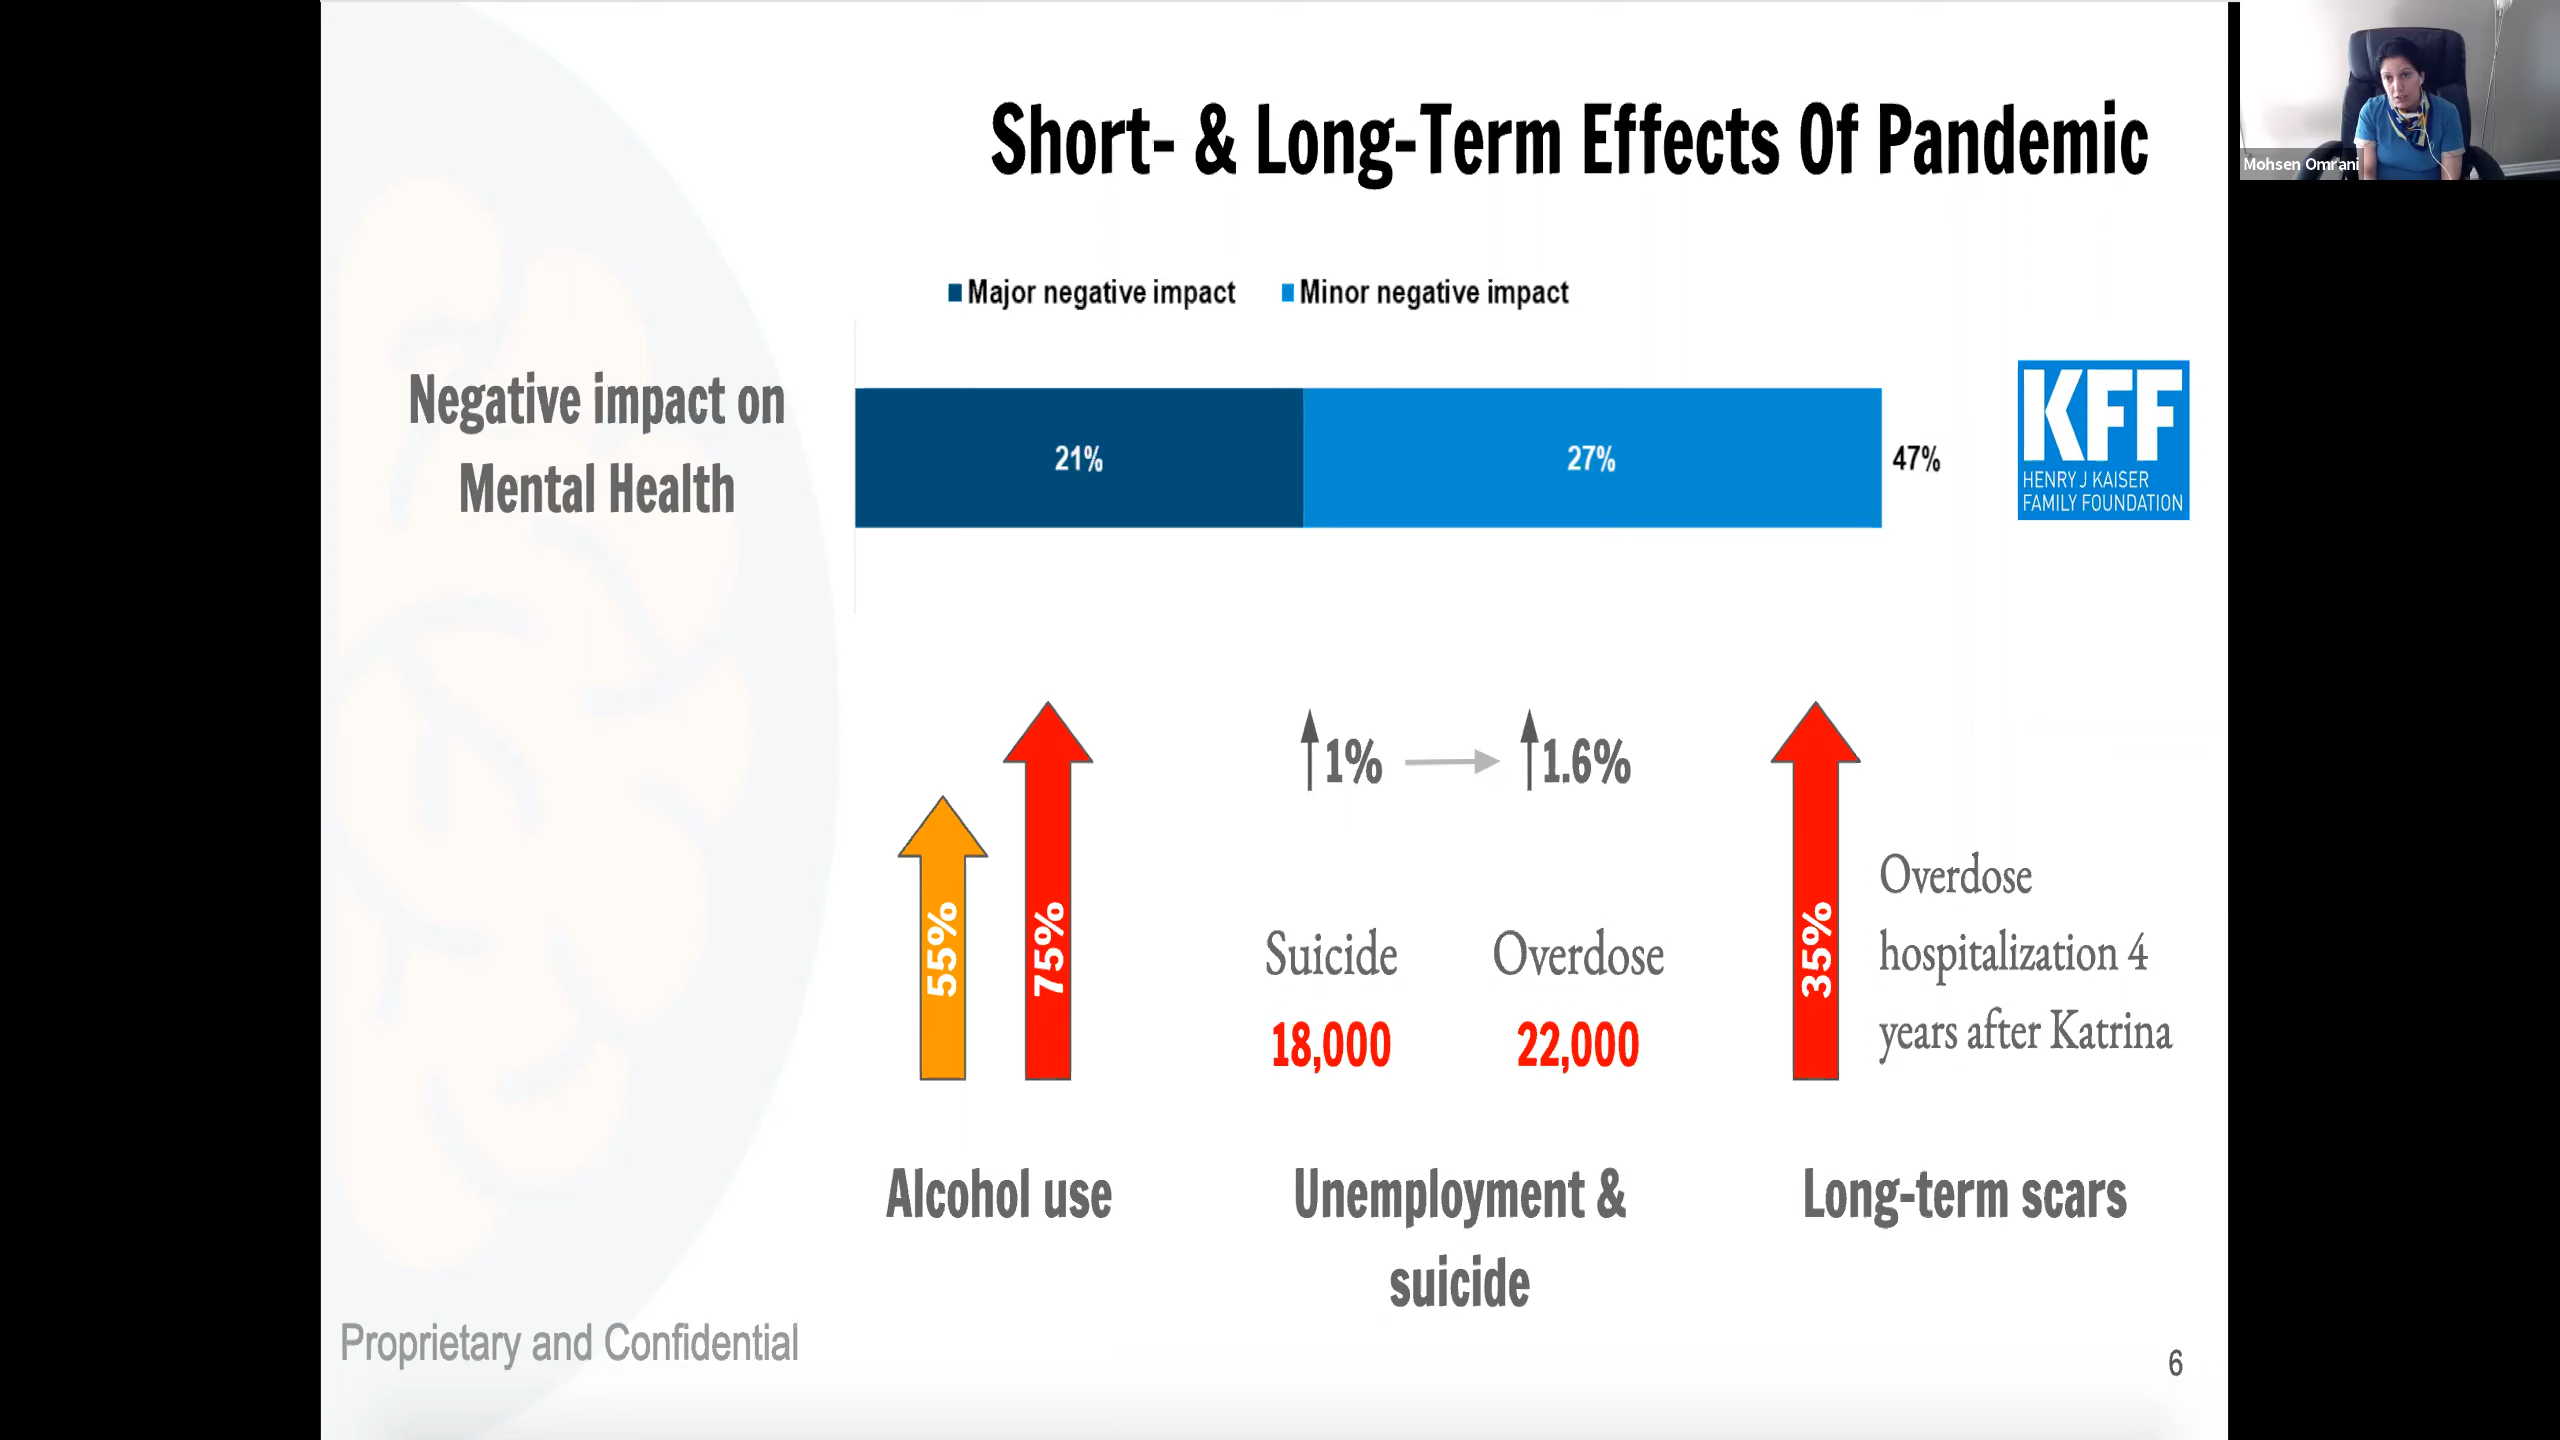 Short- & Long-Term Effects Of Pandemic
Mohsen Omrani
Major negative impact Minor negative impact
Negative impact on
Mental Health
21% 27% 47%
KFF
HENRY J KAISER
FAMILY FOUNDATION
55% 75%
1% 1.6%
Suicide Overdose
18,000 22,000
35%
Overdose
hospitalization 4
years after Katrina
Alcohol use
Unemployment &
suicide
Long-term scars
Proprietary and Confidential
6